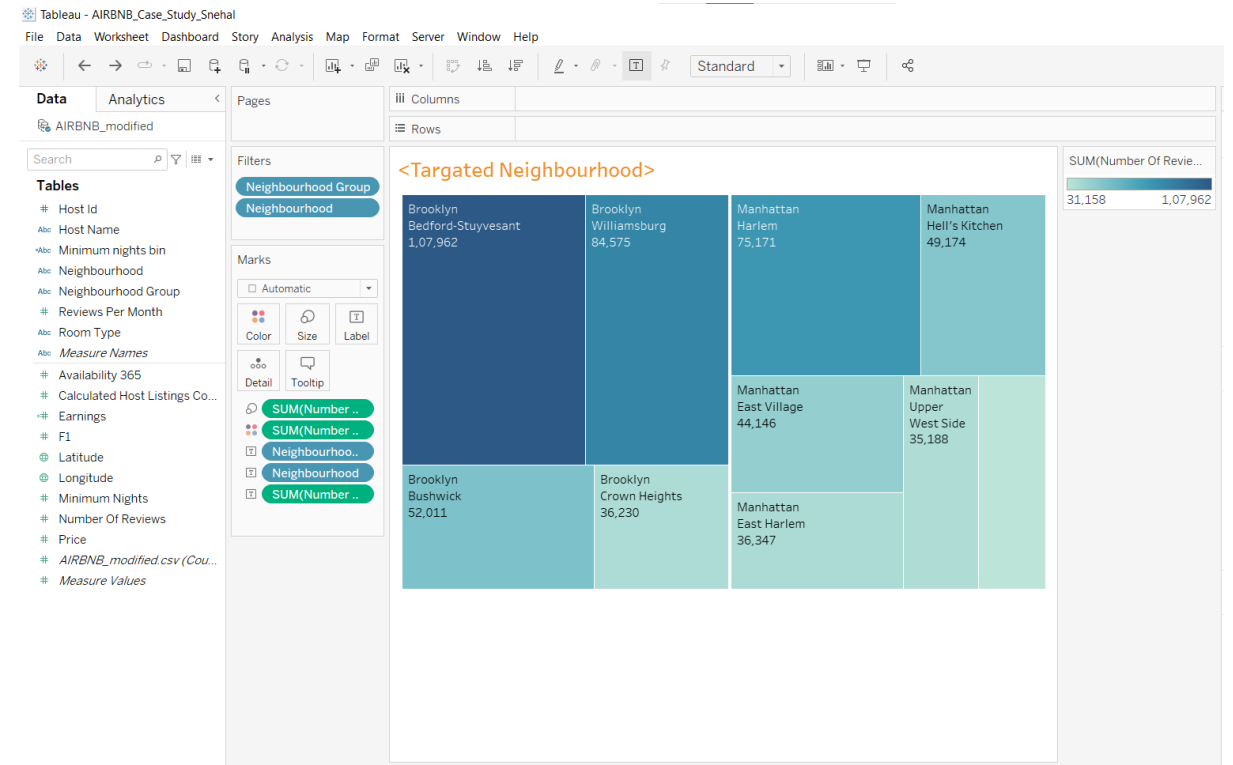 Tableau - AIRBNB_Case_Study_Snehal
File Data Worksheet Dashboard Story Analysis Map Format Server Window Help
Standard
Data Analytics
AIRBNB_modified
Search
Tables
# Host Id
Abc Host Name
Abc Minimum nights bin
Abc Neighbourhood
Abc Neighbourhood Group
# Reviews Per Month
Abc Room Type
Abc Measure Names
# Availability 365
# Calculated Host Listings Co...
# Earnings
# F1
Latitude
Longitude
# Minimum Nights
# Number Of Reviews
# Price
# AIRBNB_modified.csv (Cou...
# Measure Values
Pages
Filters
Neighbourhood Group
Neighbourhood
Marks
Automatic
Color Size Label
Detail Tooltip
SUM(Number ..
SUM(Number ..
Neighbourhoo..
Neighbourhood
SUM(Number ..
Columns
Rows
<Targated Neighbourhood>
Brooklyn
Bedford-Stuyvesant
1,07,962
Brooklyn
Williamsburg
84,575
Manhattan
Harlem
75,171
Manhattan
Hell's Kitchen
49,174
Brooklyn
Bushwick
52,011
Brooklyn
Crown Heights
36,230
Manhattan
East Village
44,146
Manhattan
East Harlem
36,347
Manhattan
Upper
West Side
35,188
SUM(Number Of Revie...
31,158 1,07,962